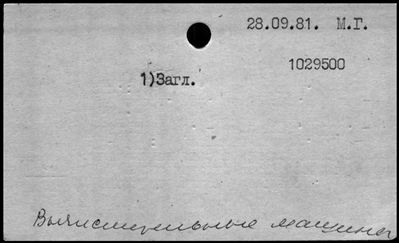 28.09.81. М.Г.
1029500
1)Загл.
Вычислительные машины